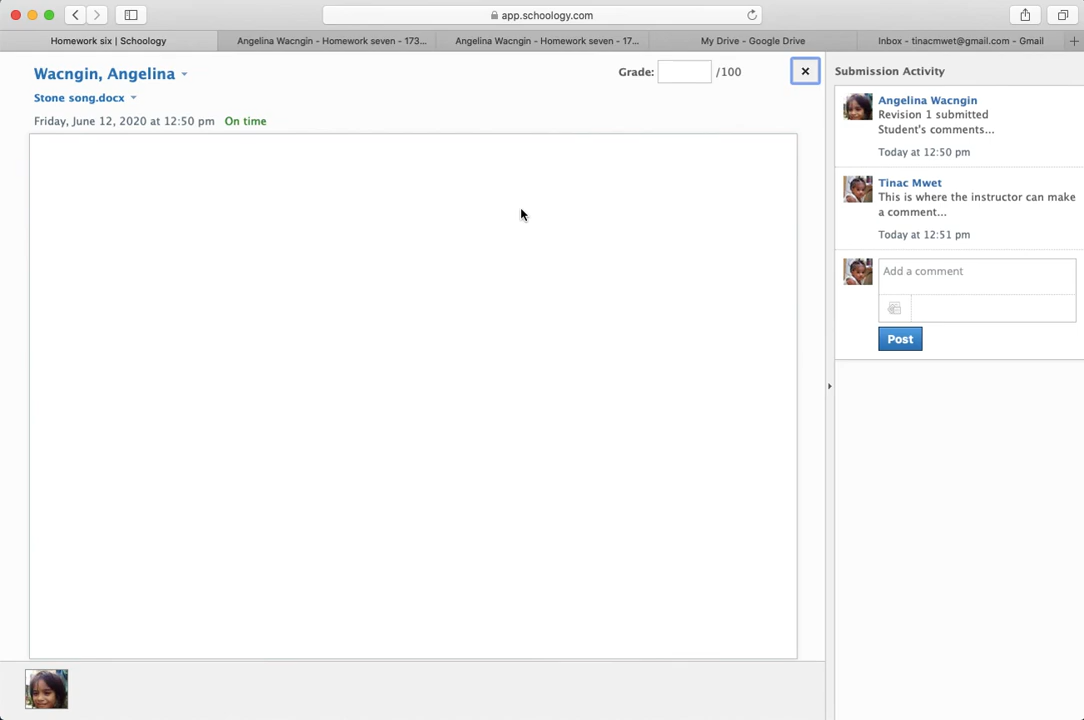 app.schoology.com
Homework six | Schoology
Angelina Wacngin - Homework seven - 173...
Angelina Wacngin - Homework seven - 17...
My Drive - Google Drive
Inbox - tinacmwet@gmail.com - Gmail
Wacngin, Angelina
Grade: /100
Stone song.docx
Friday, June 12, 2020 at 12:50 pm On time
Submission Activity
Angelina Wacngin
Revision 1 submitted
Student's comments...
Today at 12:50 pm
Tinac Mwet
This is where the instructor can make
a comment...
Today at 12:51 pm
Add a comment
Post